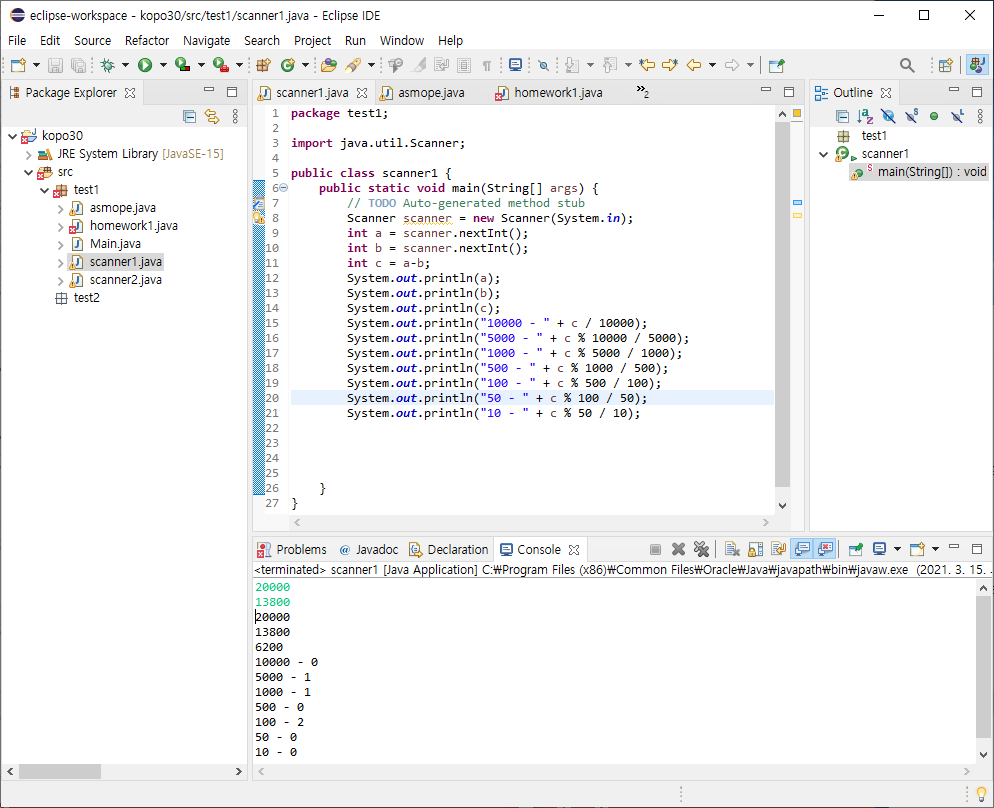 eclipse-workspace - kopo30/src/test1/scanner1.java - Eclipse IDE
File Edit Source Refactor Navigate Search Project Run Window Help
Package Explorer
kopo30
JRE System Library [JavaSE-15]
src
test1
asmope.java
homework1.java
Main.java
scanner1.java
scanner2.java
test2
scanner1.java asmope.java homework1.java »2
1 package test1;
2
3 import java.util.Scanner;
4
5 public class scanner1 {
6 public static void main(String[] args) {
7 // TODO Auto-generated method stub
8 Scanner scanner = new Scanner(System.in);
9 int a = scanner.nextInt();
10 int b = scanner.nextInt();
11 int c = a-b;
12 System.out.println(a);
13 System.out.println(b);
14 System.out.println(c);
15 System.out.println("10000 - " + c / 10000);
16 System.out.println("5000 - " + c % 10000 / 5000);
17 System.out.println("1000 - " + c % 5000 / 1000);
18 System.out.println("500 - " + c % 1000 / 500);
19 System.out.println("100 - " + c % 500 / 100);
20 System.out.println("50 - " + c % 100 / 50);
21 System.out.println("10 - " + c % 50 / 10);
22
23
24
25
26 }
27 }
Outline
test1
scanner1
main(String[]) : void
Problems @ Javadoc Declaration Console
<terminated> scanner1 [Java Application] C:₩Program Files (x86)₩Common Files₩Oracle₩Java₩javapath₩bin₩javaw.exe (2021. 3. 15. .
20000
13800
20000
13800
6200
10000 - 0
5000 - 1
1000 - 1
500 - 0
100 - 2
50 - 0
10 - 0